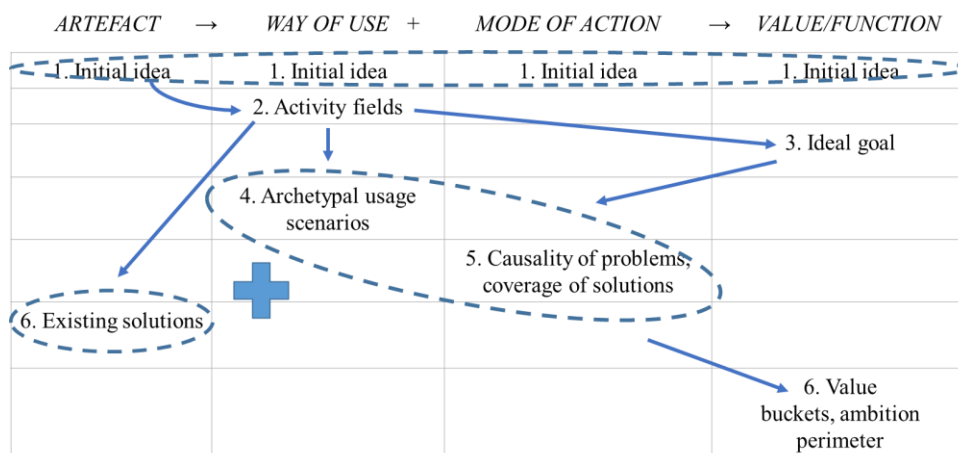 ARTEFACT → WAY OF USE + MODE OF ACTION → VALUE/FUNCTION
1. Initial idea 1. Initial idea 1. Initial idea 1. Initial idea
2. Activity fields
3. Ideal goal
4. Archetypal usage
scenarios
5. Causality of problems,
coverage of solutions
6. Existing solutions
6. Value
buckets, ambition
perimeter